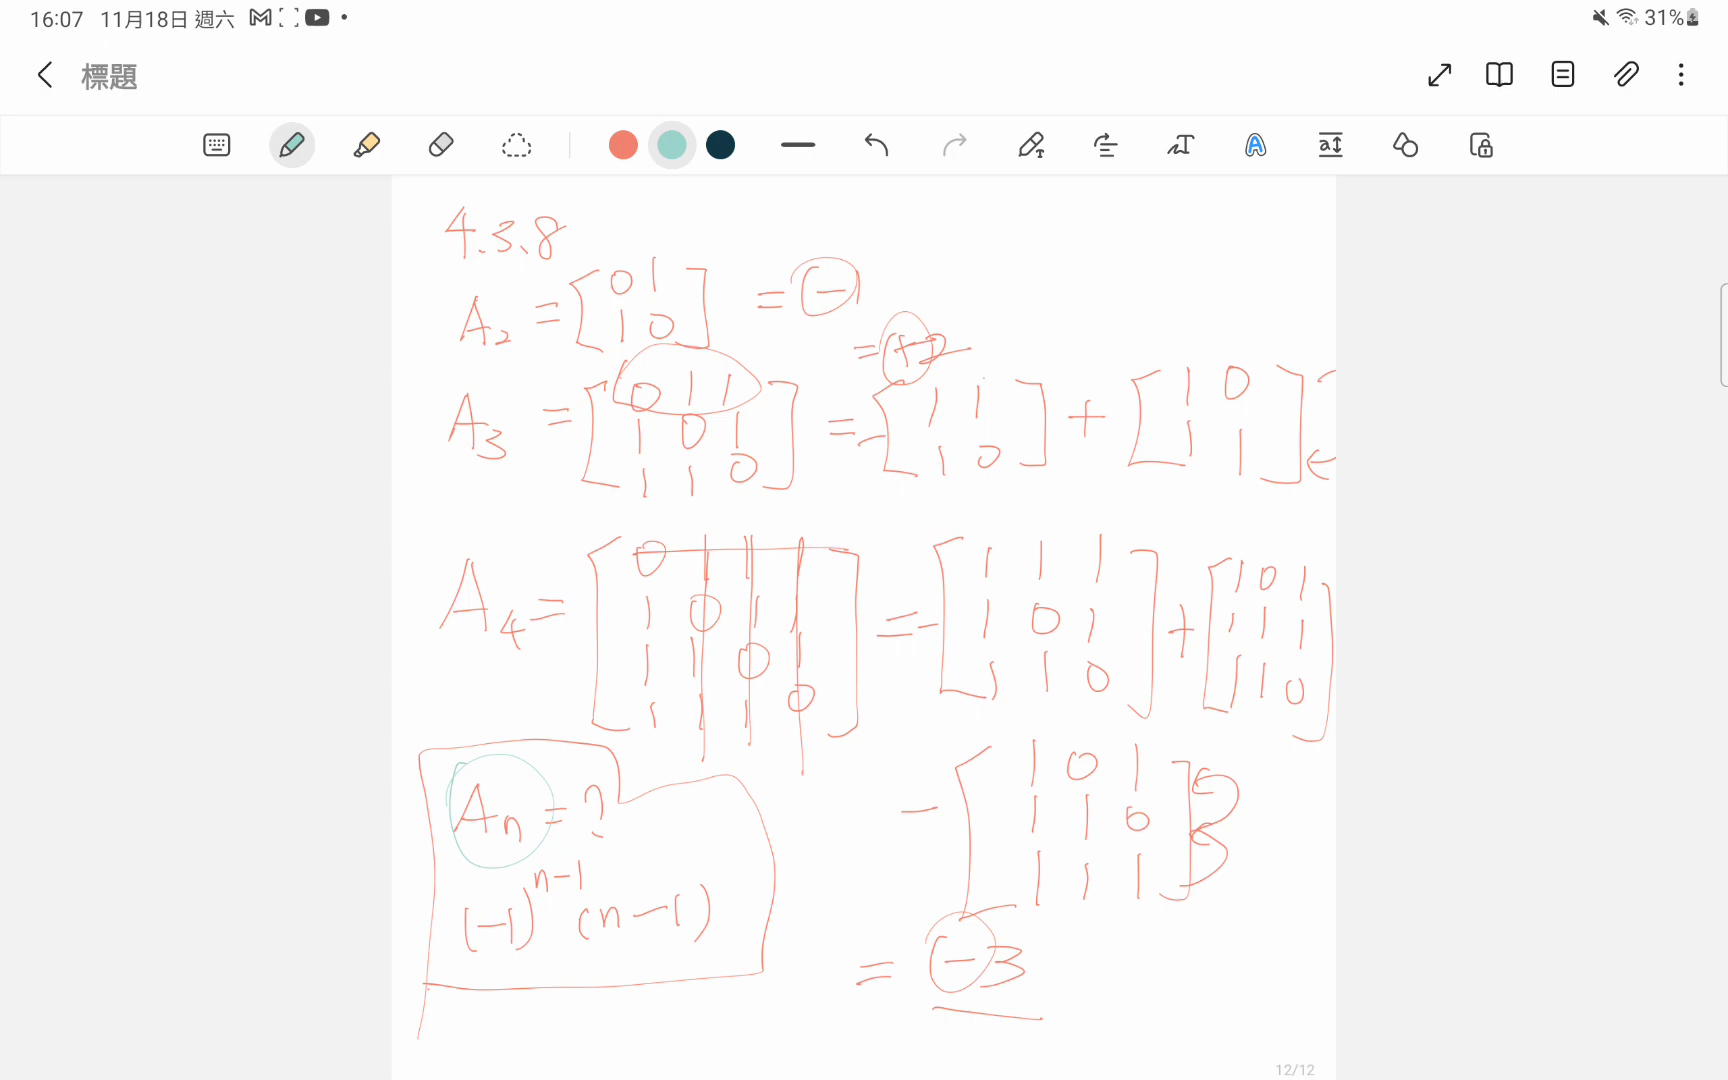 16:07 11月18日 週六 31%
標題
4.3.8
A₂ = [0 1
1 0] = -1
= +2
A₃ = [0 1 1
1 0 1
1 1 0] = -[1 1
1 0] + [1 0
1 1]
A₄ = [0 1 1 1
1 0 1 1
1 1 0 1
1 1 1 0] = -[1 1 1
1 0 1
1 1 0] + [1 0 1
1 1 1
1 1 0]
-[1 0 1
1 1 0
1 1 1]
= -3
Aₙ = ?
(-1)ⁿ⁻¹ (n-1)
12/12